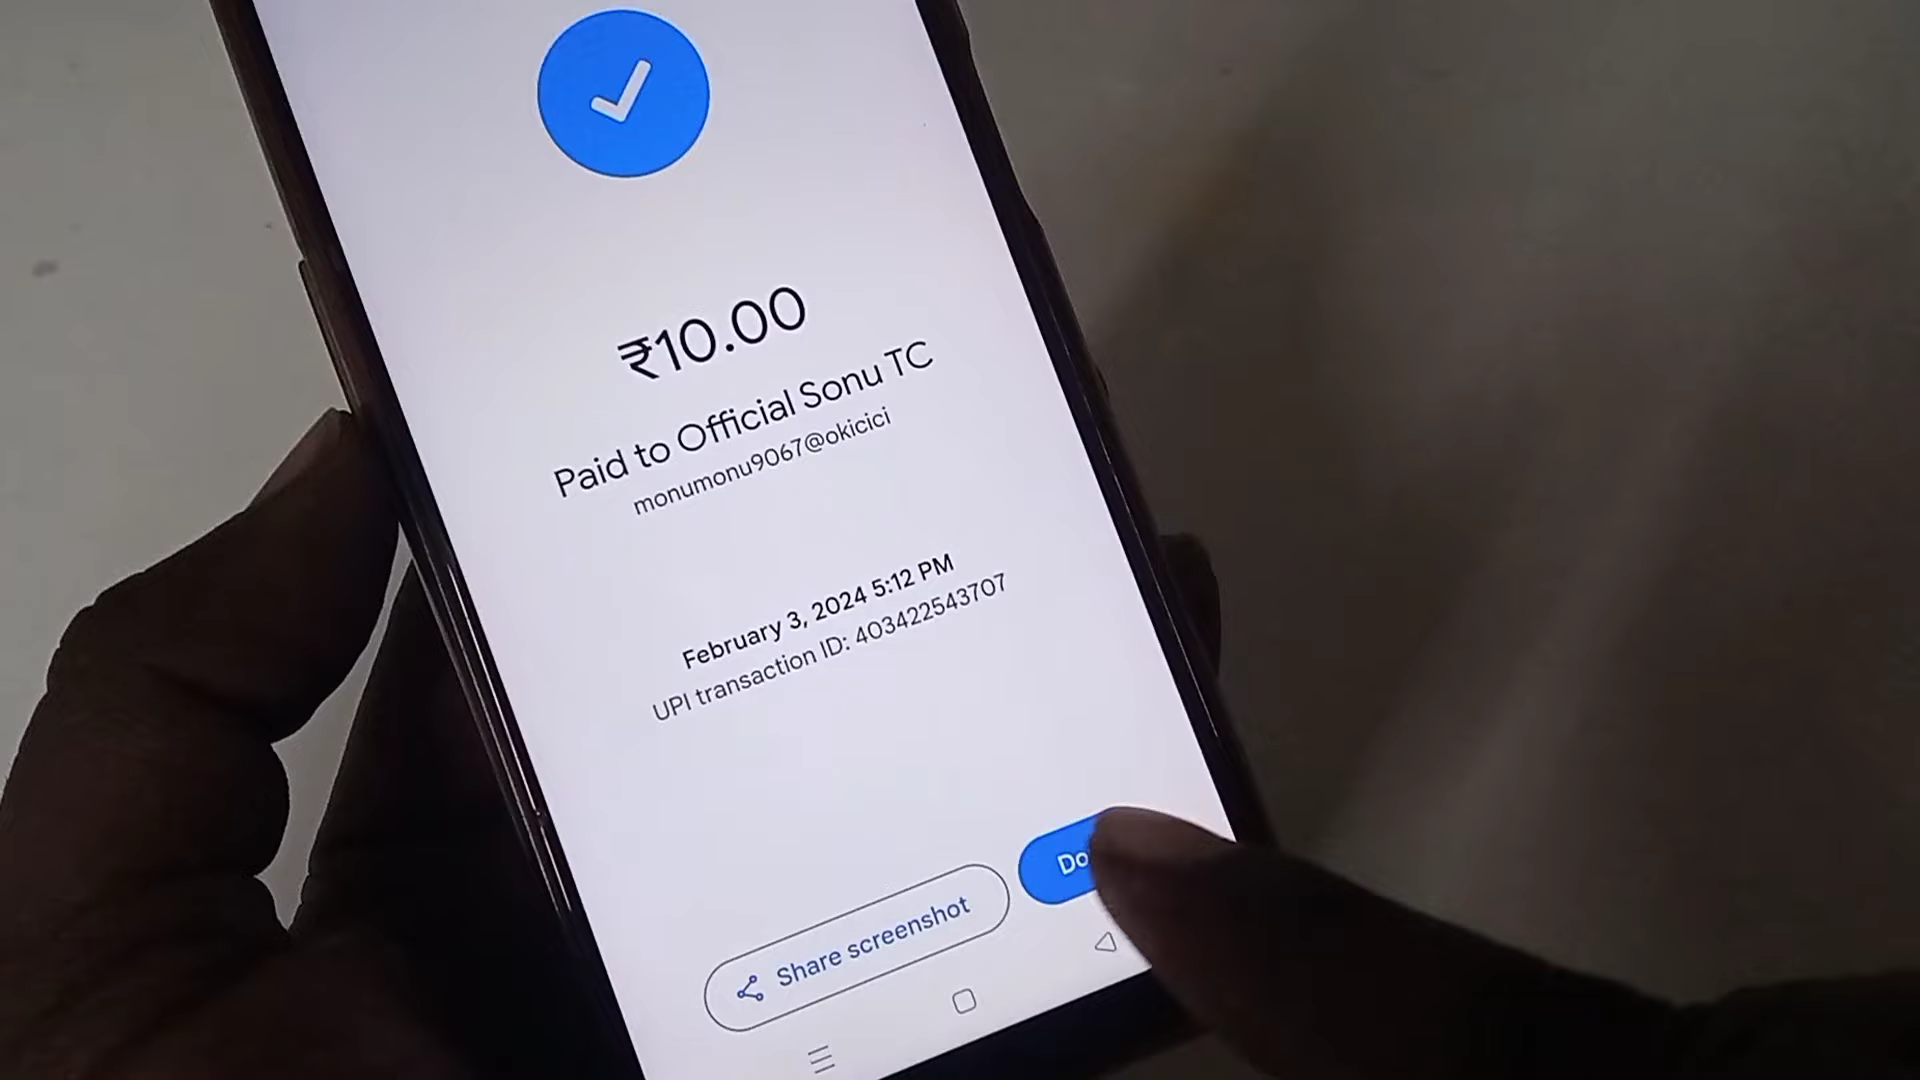 ₹10.00
Paid to Official Sonu TC
monumonu9067@okicici
February 3, 2024 5:12 PM
UPI transaction ID: 403422543707
Do
Share screenshot